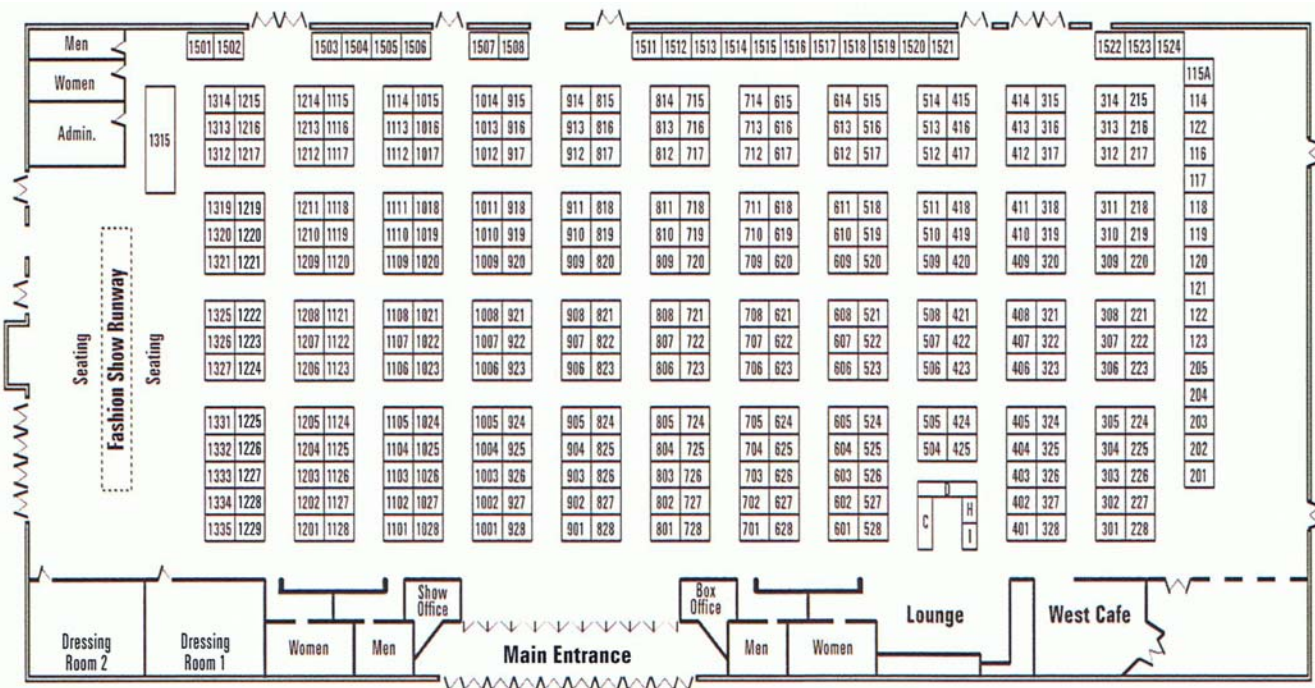 Men
1501 1502
1503 1504 1505 1506
1507 1508
1511 1512 1513 1514 1515 1516 1517 1518 1519 1520 1521
1522 1523 1524
Women
115A
1314 1215 1214 1115 1114 1015 1014 915 914 815 814 715 714 615 614 515 514 415 414 315 314 215 114
Admin.
1315
1313 1216 1213 1116 1113 1016 1013 916 913 816 813 716 713 616 613 516 513 416 413 316 313 216 122
1312 1217 1212 1117 1112 1017 1012 917 912 817 812 717 712 617 612 517 512 417 412 317 312 217 116
117
1319 1219 1211 1118 1111 1018 1011 918 911 818 811 718 711 618 611 518 511 418 411 318 311 218 118
1320 1220 1210 1119 1110 1019 1010 919 910 819 810 719 710 619 610 519 510 419 410 319 310 219 119
1321 1221 1209 1120 1109 1020 1009 920 909 820 809 720 709 620 609 520 509 420 409 320 309 220 120
121
1325 1222 1208 1121 1108 1021 1008 921 908 821 808 721 708 621 608 521 508 421 408 321 308 221 122
1326 1223 1207 1122 1107 1022 1007 922 907 822 807 722 707 622 607 522 507 422 407 322 307 222 123
1327 1224 1206 1123 1106 1023 1006 923 906 823 806 723 706 623 606 523 506 423 406 323 306 223 205
Seating
Fashion Show Runway
Seating
204
1331 1225 1205 1124 1105 1024 1005 924 905 824 805 724 705 624 605 524 505 424 405 324 305 224 203
1332 1226 1204 1125 1104 1025 1004 925 904 825 804 725 704 625 604 525 504 425 404 325 304 225 202
1333 1227 1203 1126 1103 1026 1003 926 903 826 803 726 703 626 603 526 403 326 303 226 201
D
1334 1228 1202 1127 1102 1027 1002 927 902 827 802 727 702 627 602 527 C H 402 327 302 227
1335 1229 1201 1128 1101 1028 1001 928 901 828 801 728 701 628 601 528 I 401 328 301 228
Dressing
Room 2
Dressing
Room 1
Women
Men
Show
Office
Main Entrance
Box
Office
Men
Women
Lounge
West Cafe